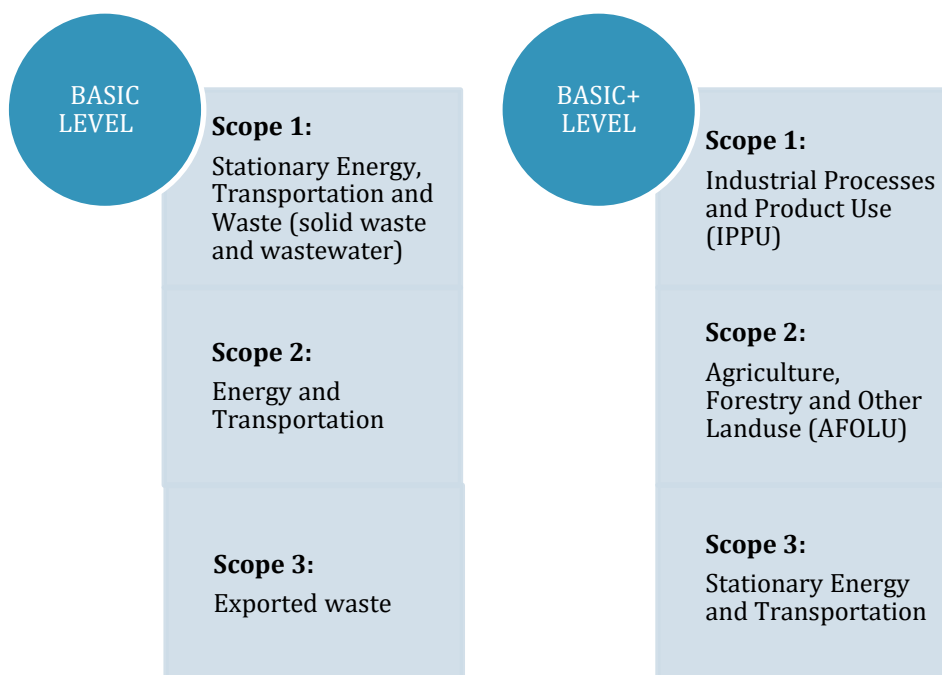 BASIC
LEVEL
Scope 1:
Stationary Energy,
Transportation and
Waste (solid waste
and wastewater)
Scope 2:
Energy and
Transportation
Scope 3:
Exported waste
BASIC+
LEVEL
Scope 1:
Industrial Processes
and Product Use
(IPPU)
Scope 2:
Agriculture,
Forestry and Other
Landuse (AFOLU)
Scope 3:
Stationary Energy
and Transportation